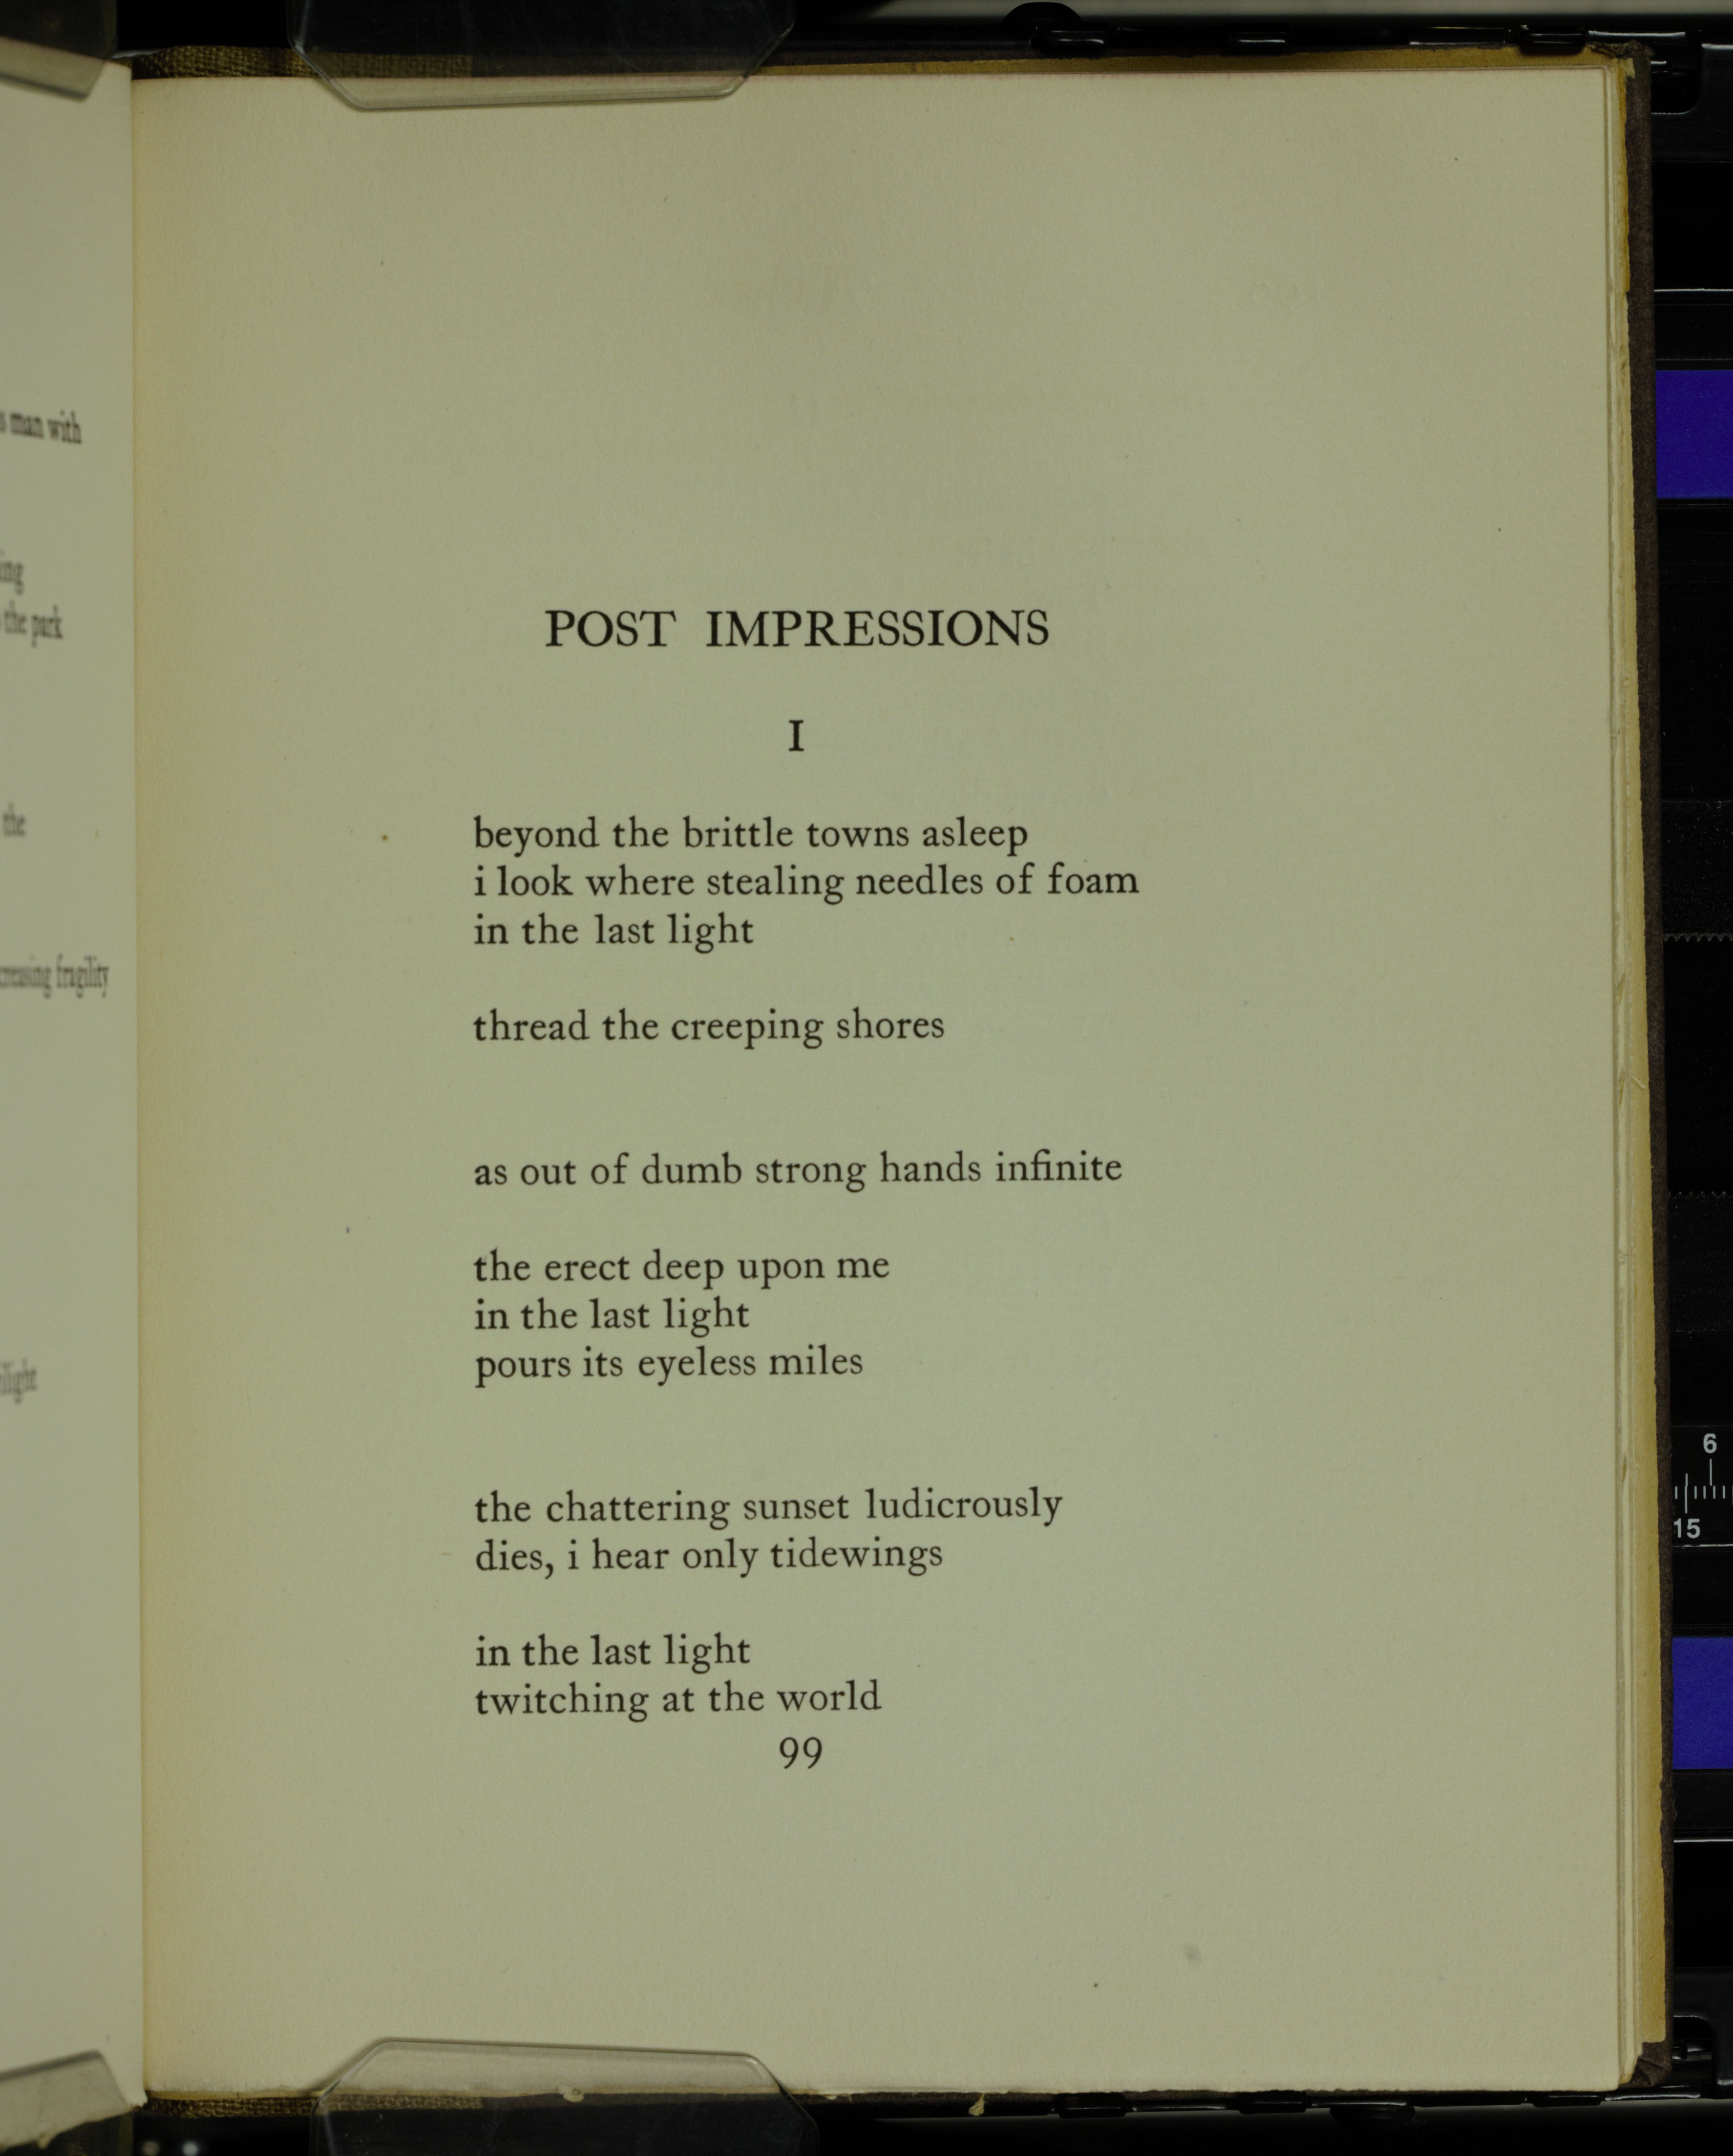 s man with
ing
the park
the
creasing fragility
POST IMPRESSIONS
I
beyond the brittle towns asleep
i look where stealing needles of foam
in the last light
thread the creeping shores
as out of dumb strong hands infinite
the erect deep upon me
in the last light
pours its eyeless miles
the chattering sunset ludicrously
dies, i hear only tidewings
in the last light
twitching at the world
99
6
15